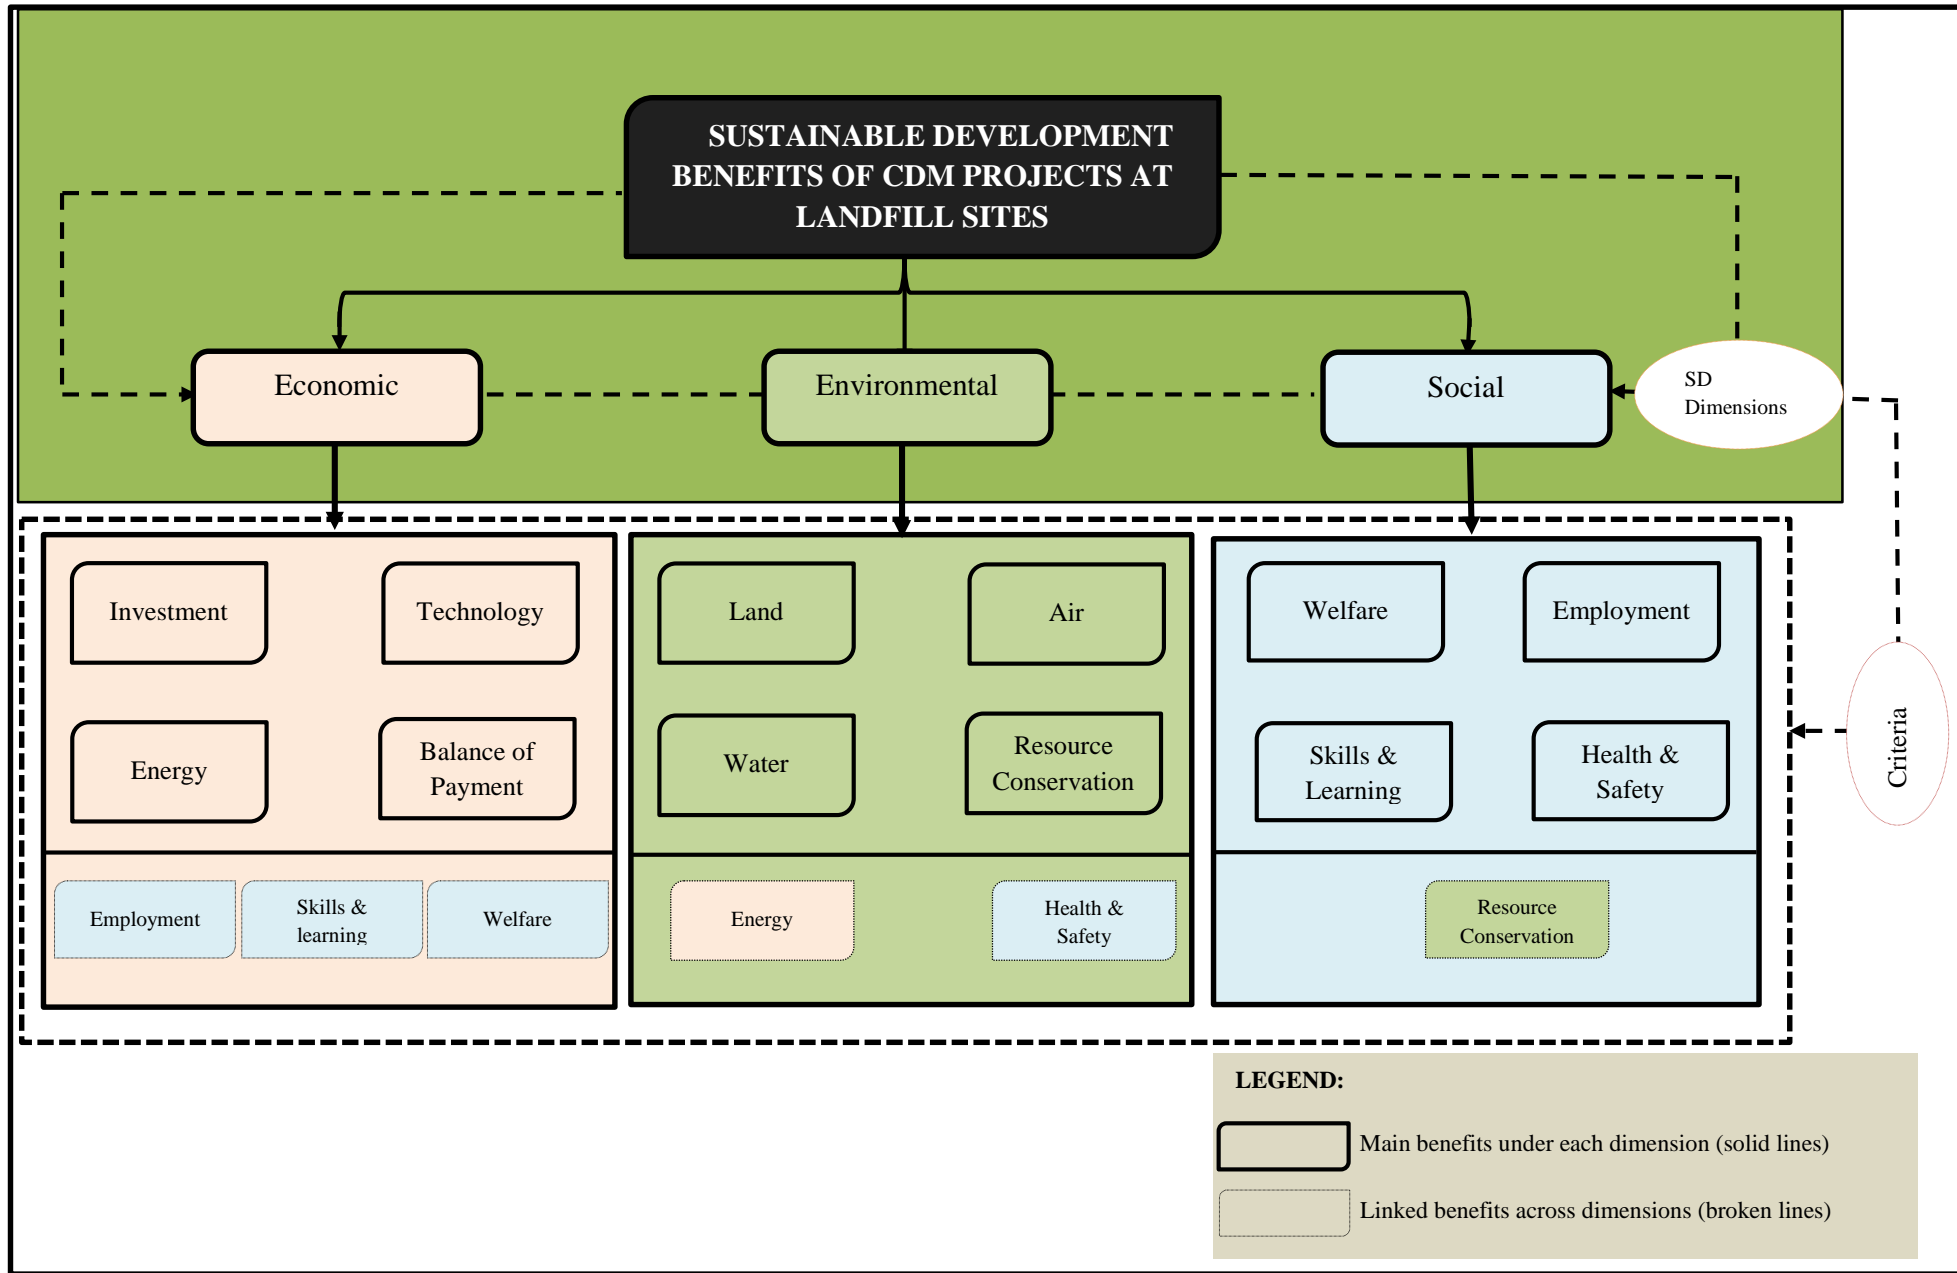 SUSTAINABLE DEVELOPMENT
BENEFITS OF CDM PROJECTS AT
LANDFILL SITES
Economic
Environmental
Social
SD
Dimensions
Investment
Technology
Energy
Balance of
Payment
Employment
Skills &
learning
Welfare
Land
Air
Water
Resource
Conservation
Energy
Health &
Safety
Welfare
Employment
Skills &
Learning
Health &
Safety
Resource
Conservation
Criteria
LEGEND:
Main benefits under each dimension (solid lines)
Linked benefits across dimensions (broken lines)